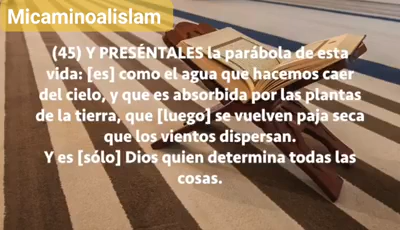 Micaminoalislam
(45) Y PRESÉNTALES la parábola de esta
vida: [es] como el agua que hacemos caer
del cielo, y que es absorbida por las plantas
de la tierra, que [luego] se vuelven paja seca
que los vientos dispersan.
Y es [sólo] Dios quien determina todas las
cosas.